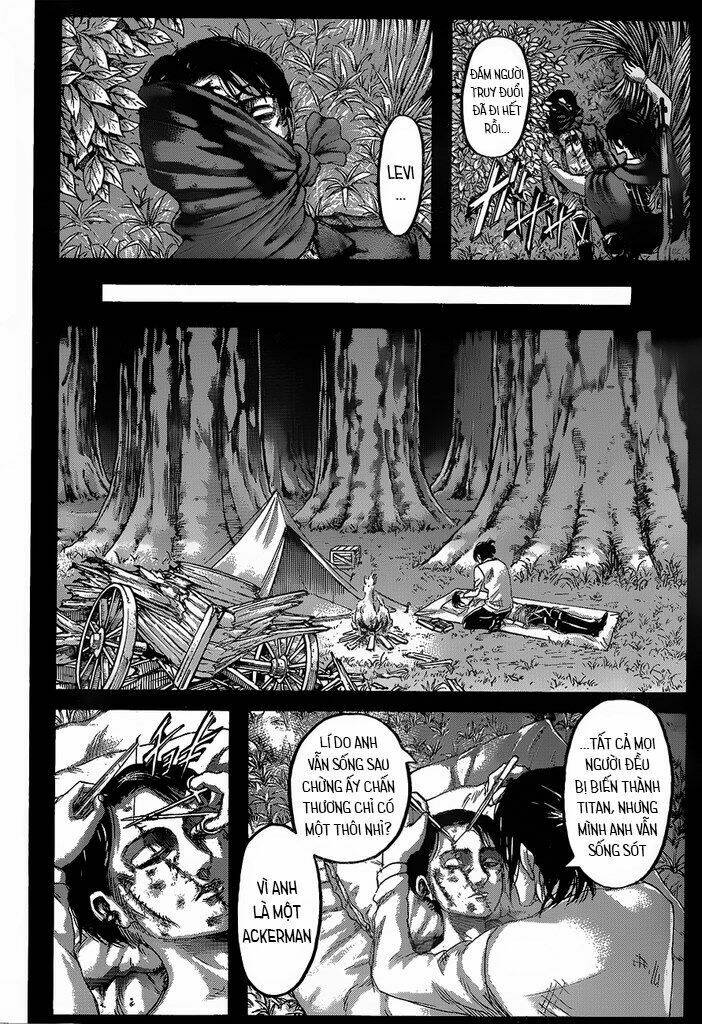 ĐÁM NGƯỜI
TRUY ĐUỔI
ĐÃ ĐI HẾT
RỒI...
LEVI
...
...TẤT CẢ MỌI
NGƯỜI ĐỀU
BỊ BIẾN THÀNH
TITAN, NHƯNG
MÌNH ANH VẪN
SỐNG SÓT
LÍ DO ANH
VẪN SỐNG SAU
CHỪNG ẤY CHẤN
THƯƠNG CHỈ CÓ
MỘT THÔI NHỈ?
VÌ ANH
LÀ MỘT
ACKERMAN